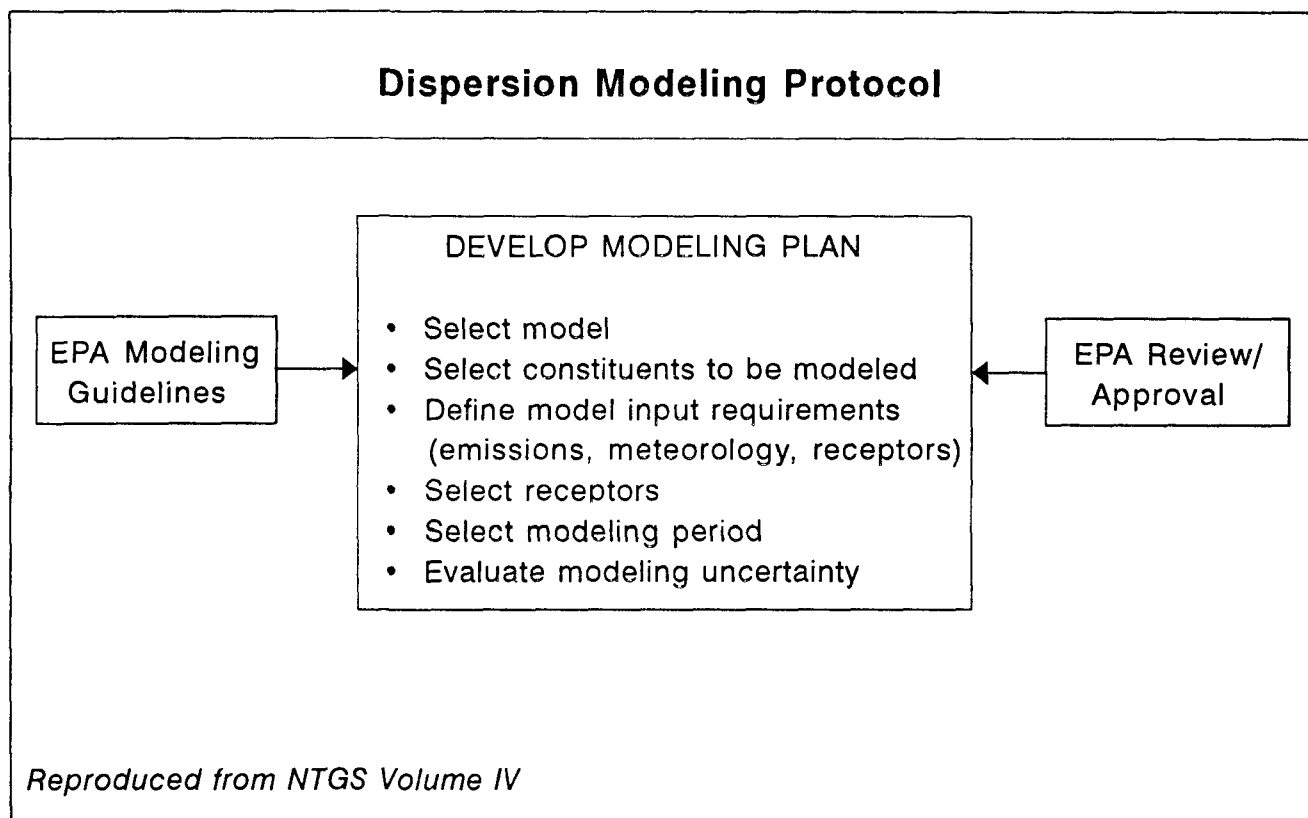 Dispersion Modeling Protocol
EPA Modeling
Guidelines
DEVELOP MODELING PLAN
• Select model
• Select constituents to be modeled
• Define model input requirements
(emissions, meteorology, receptors)
• Select receptors
• Select modeling period
• Evaluate modeling uncertainty
EPA Review/
Approval
Reproduced from NTGS Volume IV